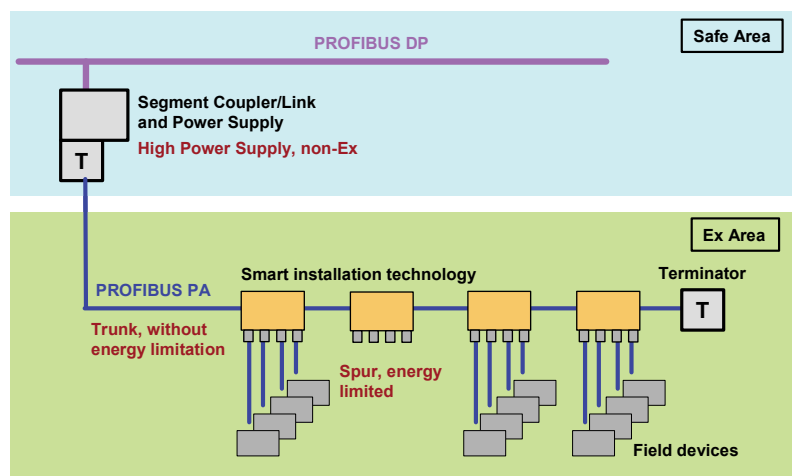 PROFIBUS DP
Safe Area
Segment Coupler/Link
and Power Supply
High Power Supply, non-Ex
T
Ex Area
Smart installation technology
Terminator
PROFIBUS PA
T
Trunk, without
energy limitation
Spur, energy
limited
Field devices